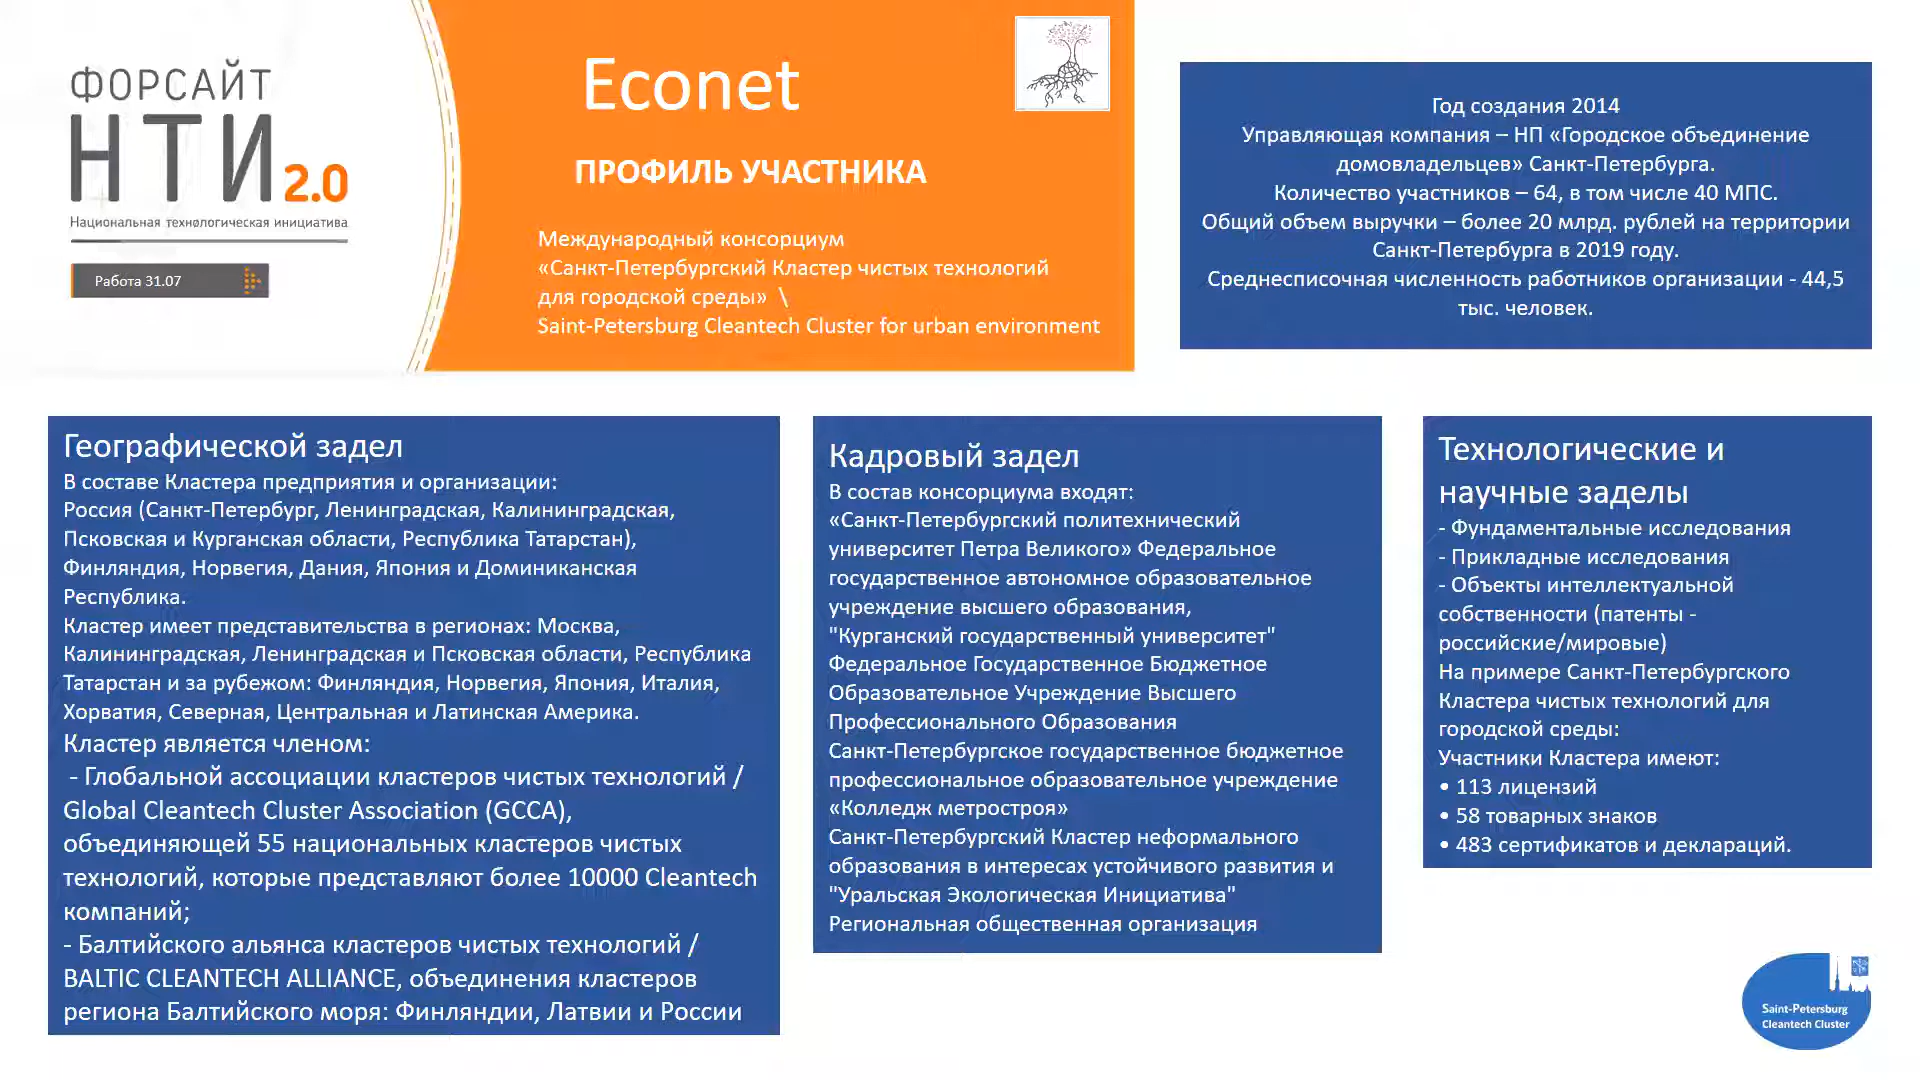 ФОРСАЙТ
НТИ 2.0
Национальная технологическая инициатива
Работа 31.07
Econet
ПРОФИЛЬ УЧАСТНИКА
Международный консорциум
«Санкт-Петербургский Кластер чистых технологий
для городской среды» \
Saint-Petersburg Cleantech Cluster for urban environment
Год создания 2014
Управляющая компания – НП «Городское объединение
домовладельцев» Санкт-Петербурга.
Количество участников – 64, в том числе 40 МПС.
Общий объем выручки – более 20 млрд. рублей на территории
Санкт-Петербурга в 2019 году.
Среднесписочная численность работников организации - 44,5
тыс. человек.
Географической задел
В составе Кластера предприятия и организации:
Россия (Санкт-Петербург, Ленинградская, Калининградская,
Псковская и Курганская области, Республика Татарстан),
Финляндия, Норвегия, Дания, Япония и Доминиканская
Республика.
Кластер имеет представительства в регионах: Москва,
Калининградская, Ленинградская и Псковская области, Республика
Татарстан и за рубежом: Финляндия, Норвегия, Япония, Италия,
Хорватия, Северная, Центральная и Латинская Америка.
Кластер является членом:
- Глобальной ассоциации кластеров чистых технологий /
Global Cleantech Cluster Association (GCCA),
объединяющей 55 национальных кластеров чистых
технологий, которые представляют более 10000 Cleantech
компаний;
- Балтийского альянса кластеров чистых технологий /
BALTIC CLEANTECH ALLIANCE, объединения кластеров
региона Балтийского моря: Финляндии, Латвии и России
Кадровый задел
В состав консорциума входят:
«Санкт-Петербургский политехнический
университет Петра Великого» Федеральное
государственное автономное образовательное
учреждение высшего образования,
"Курганский государственный университет"
Федеральное Государственное Бюджетное
Образовательное Учреждение Высшего
Профессионального Образования
Санкт-Петербургское государственное бюджетное
профессиональное образовательное учреждение
«Колледж метростроя»
Санкт-Петербургский Кластер неформального
образования в интересах устойчивого развития и
"Уральская Экологическая Инициатива"
Региональная общественная организация
Технологические и
научные заделы
- Фундаментальные исследования
- Прикладные исследования
- Объекты интеллектуальной
собственности (патенты -
российские/мировые)
На примере Санкт-Петербургского
Кластера чистых технологий для
городской среды:
Участники Кластера имеют:
• 113 лицензий
• 58 товарных знаков
• 483 сертификатов и деклараций.
Saint-Petersburg
Cleantech Cluster